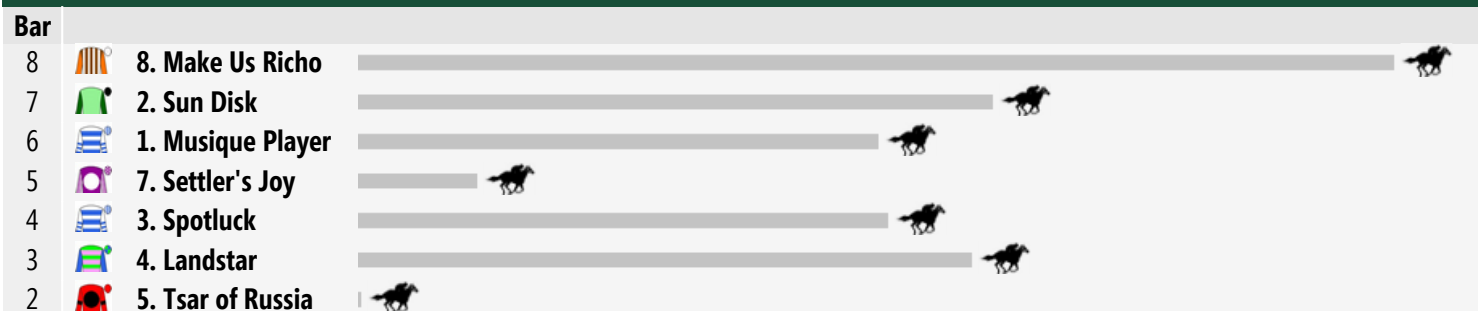 Bar
8 8. Make Us Richo
7 2. Sun Disk
6 1. Musique Player
5 7. Settler's Joy
4 3. Spotluck
3 4. Landstar
2 5. Tsar of Russia